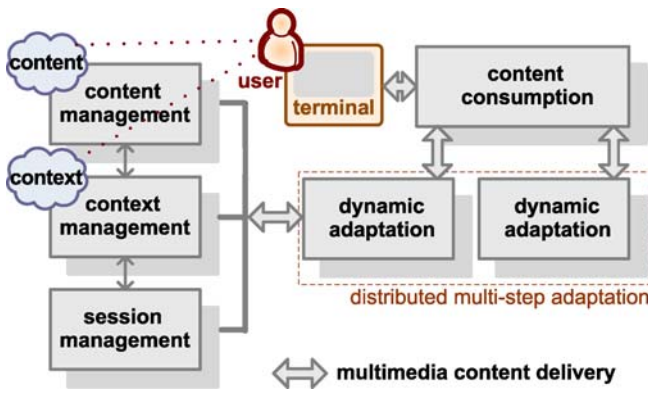 content
content
management
context
context
management
session
management
user
terminal
content
consumption
dynamic
adaptation
dynamic
adaptation
distributed multi-step adaptation
multimedia content delivery